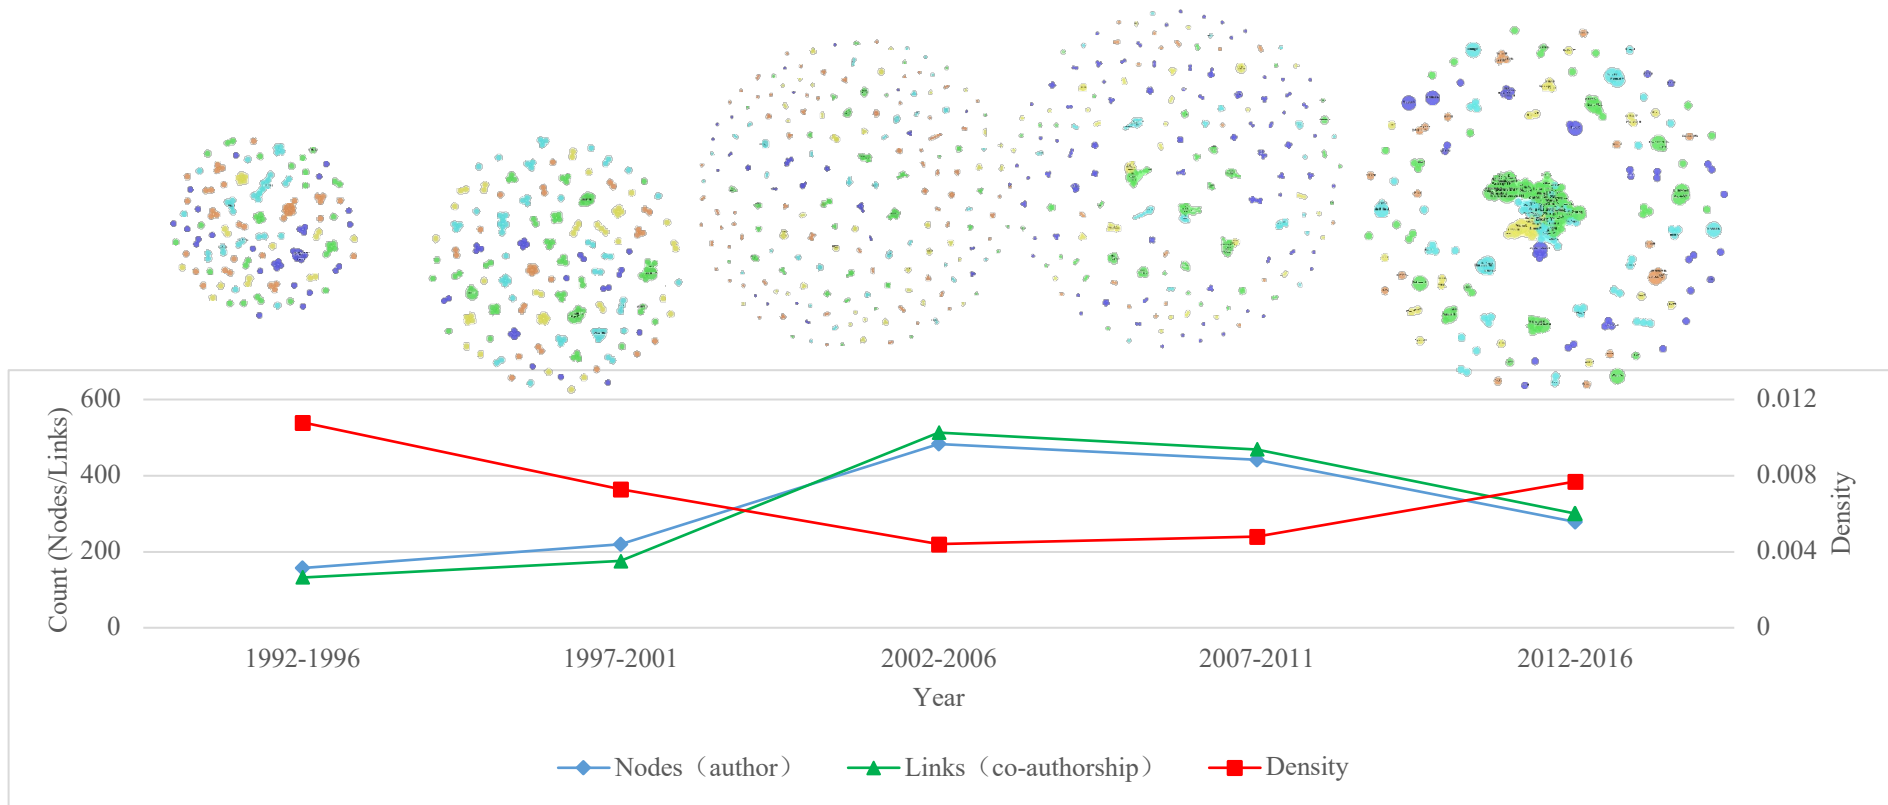 600
400
200
0
Count (Nodes/Links)
0.012
0.008
0.004
0
Density
1992-1996
1997-2001
2002-2006
2007-2011
2012-2016
Year
Nodes（author）
Links（co-authorship）
Density